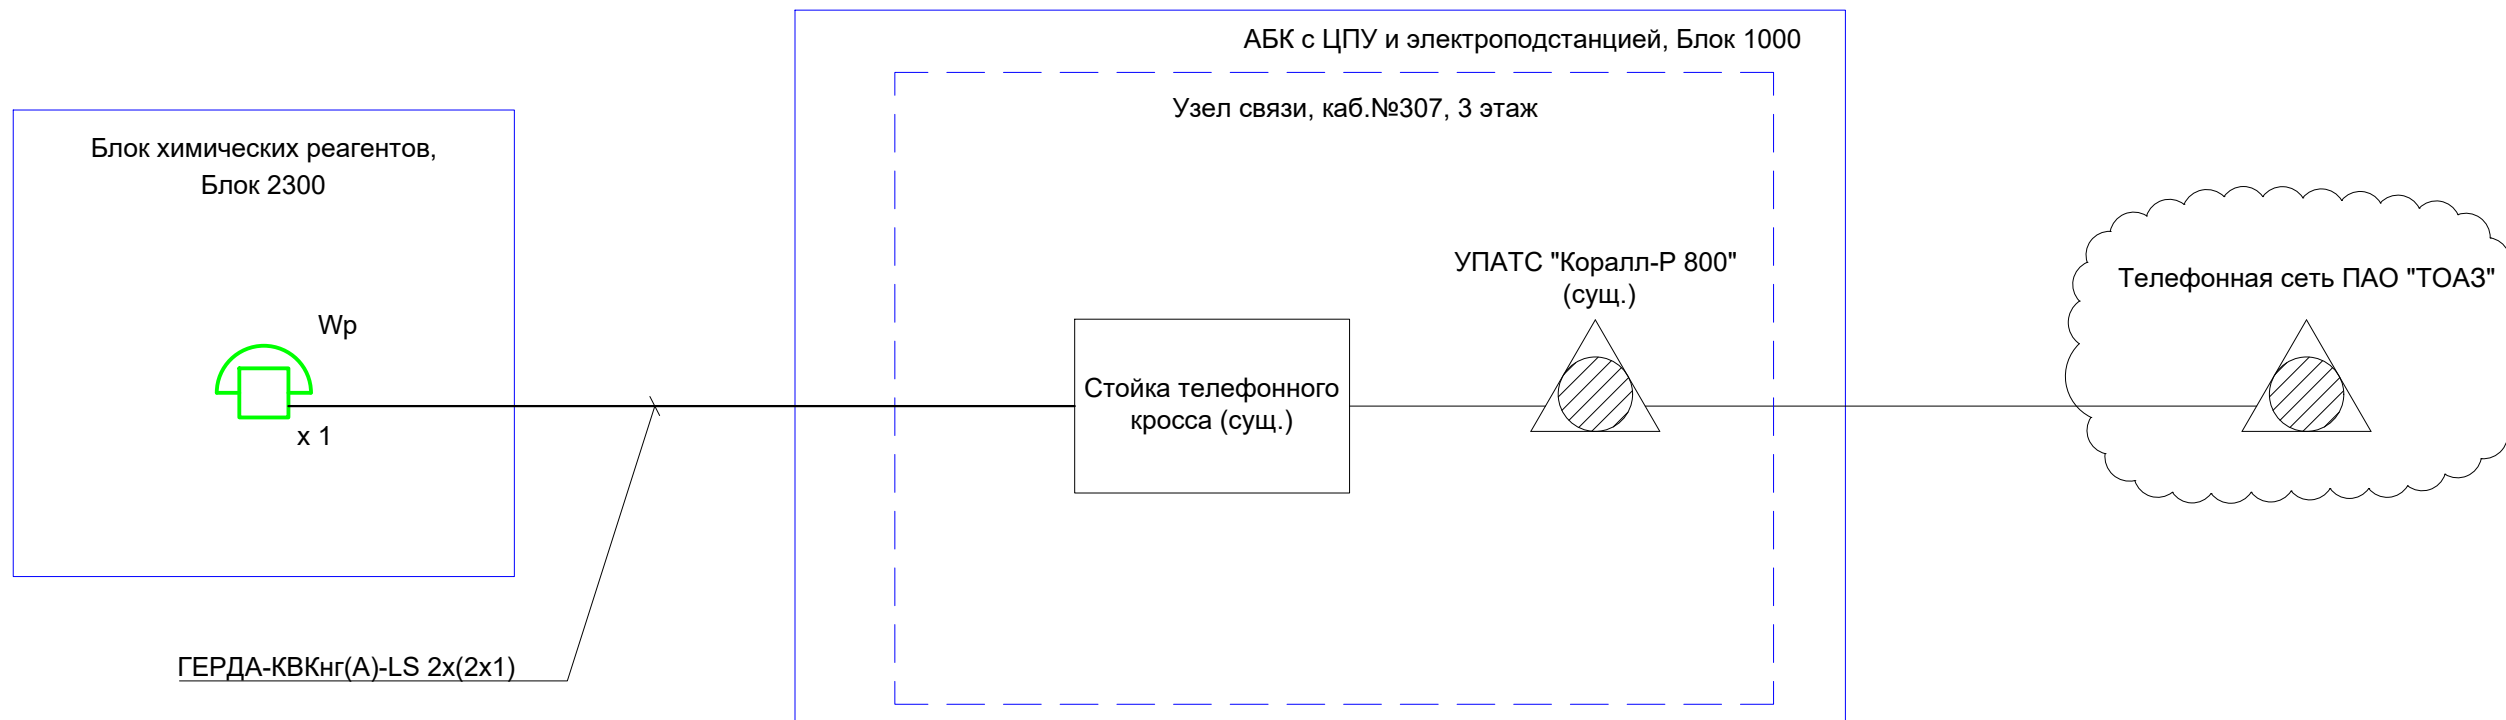 АБК с ЦПУ и электроподстанцией, Блок 1000
Узел связи, каб.№307, 3 этаж
Блок химических реагентов,
Блок 2300
Wp
x 1
УПАТС "Коралл-Р 800"
(сущ.)
Телефонная сеть ПАО "ТОАЗ"
Стойка телефонного
кросса (сущ.)
ГЕРДА-КВКнг(А)-LS 2х(2х1)